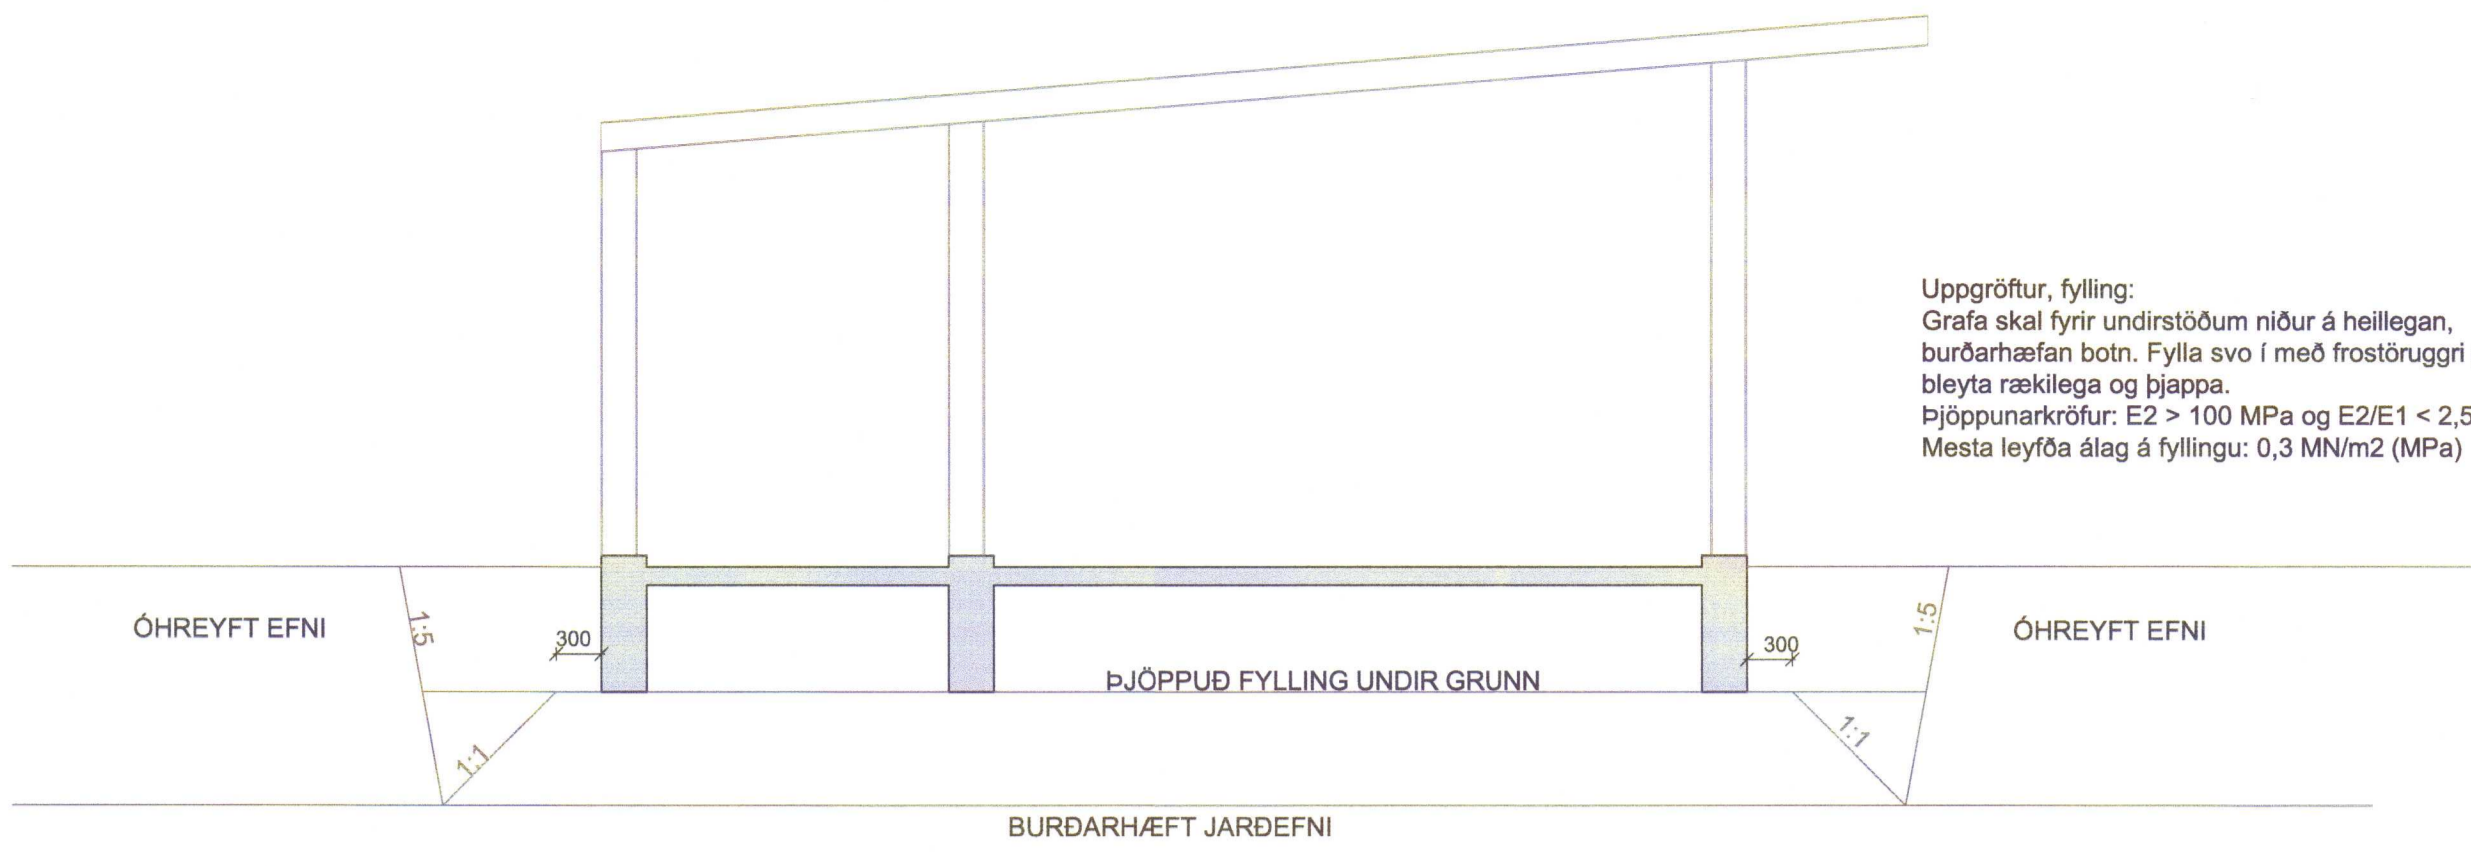 Uppgröftur, fylling:
Grafa skal fyrir undirstöðum niður á heillegan,
burðarhæfan botn. Fylla svo í með frostöruggri
bleyta rækilega og þjappa.
Þjöppunarkröfur: E2 > 100 MPa og E2/E1 < 2,5
Mesta leyfða álag á fyllingu: 0,3 MN/m2 (MPa)
ÓHREYFT EFNI
1:5
300
300
1:5
ÓHREYFT EFNI
ÞJÖPPUÐ FYLLING UNDIR GRUNN
1:1
1:1
BURÐARHÆFT JARÐEFNI